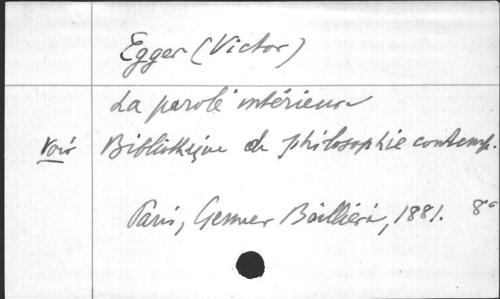 Egger (Victor)
La parole intérieure
Voir Bibliothèque de philosophie contemp.
Paris, Germer Baillière, 1881. 8°